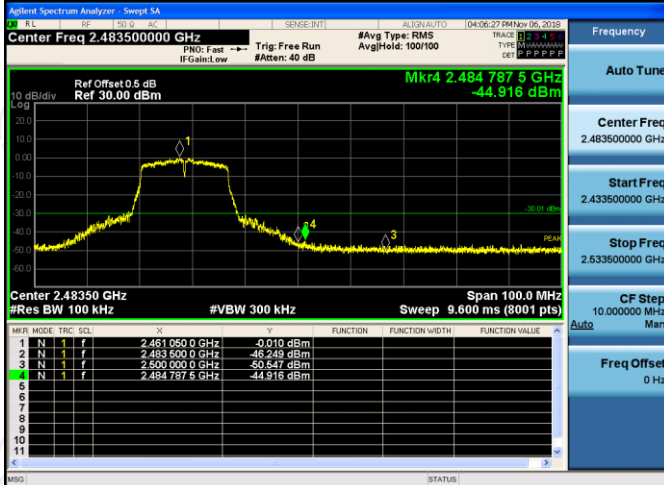 Agilent Spectrum Analyzer - Swept SA
RL RF 50 Ω AC SENSE:INT ALIGN AUTO 04:06:27 PM Nov 06, 2018
Center Freq 2.483500000 GHz
PNO: Fast
IFGain:Low
Trig: Free Run
#Atten: 40 dB
#Avg Type: RMS
Avg|Hold: 100/100
TRACE 1 2 3 4 5 6
TYPE M
DET P P P P P P
Frequency
Ref Offset 0.5 dB
10 dB/div Ref 30.00 dBm
Log
Mkr4 2.484 787 5 GHz
-44.916 dBm
20.0
10.0
0.00
-10.0
-20.0
-30.0
-40.0
-50.0
-60.0
1
4
3
-30.01 dBm
PEAK
Center 2.48350 GHz Span 100.0 MHz
#Res BW 100 kHz #VBW 300 kHz Sweep 9.600 ms (8001 pts)
MKR MODE TRC SCL X Y FUNCTION FUNCTION WIDTH FUNCTION VALUE
1 N 1 f 2.461 050 0 GHz -0.010 dBm
2 N 1 f 2.483 500 0 GHz -46.249 dBm
3 N 1 f 2.500 000 0 GHz -50.547 dBm
4 N 1 f 2.484 787 5 GHz -44.916 dBm
5
6
7
8
9
10
11
MSG STATUS
Auto Tune
Center Freq
2.483500000 GHz
Start Freq
2.433500000 GHz
Stop Freq
2.533500000 GHz
CF Step
10.000000 MHz
Auto Man
Freq Offset
0 Hz